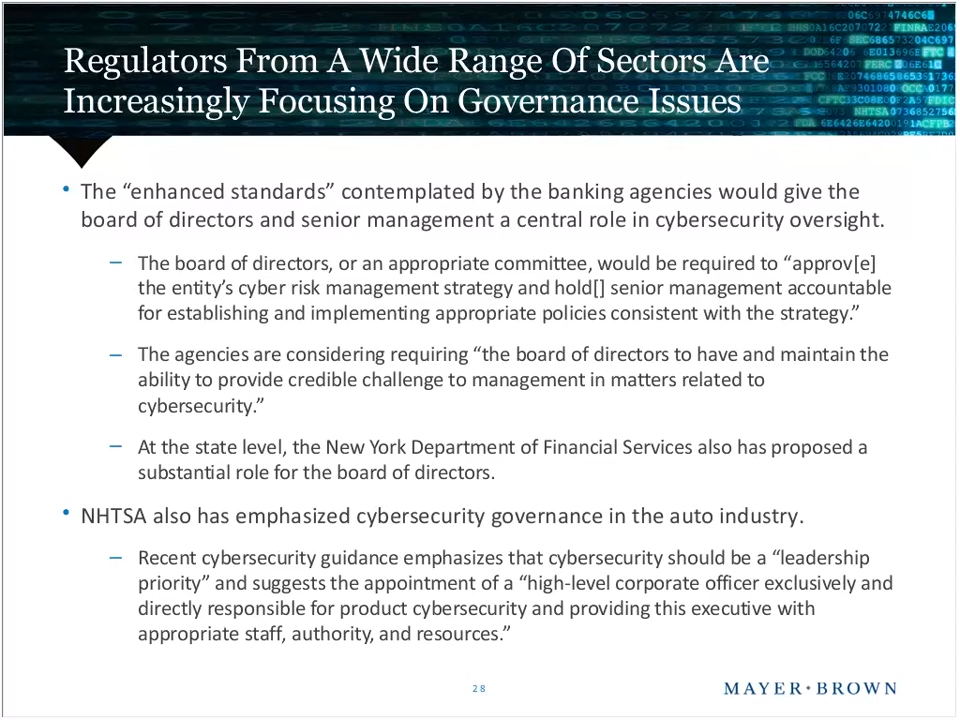 Regulators From A Wide Range Of Sectors Are
Increasingly Focusing On Governance Issues
• The “enhanced standards” contemplated by the banking agencies would give the
board of directors and senior management a central role in cybersecurity oversight.
– The board of directors, or an appropriate committee, would be required to “approv[e]
the entity’s cyber risk management strategy and hold[] senior management accountable
for establishing and implementing appropriate policies consistent with the strategy.”
– The agencies are considering requiring “the board of directors to have and maintain the
ability to provide credible challenge to management in matters related to
cybersecurity.”
– At the state level, the New York Department of Financial Services also has proposed a
substantial role for the board of directors.
• NHTSA also has emphasized cybersecurity governance in the auto industry.
– Recent cybersecurity guidance emphasizes that cybersecurity should be a “leadership
priority” and suggests the appointment of a “high-level corporate officer exclusively and
directly responsible for product cybersecurity and providing this executive with
appropriate staff, authority, and resources.”
28
MAYER•BROWN